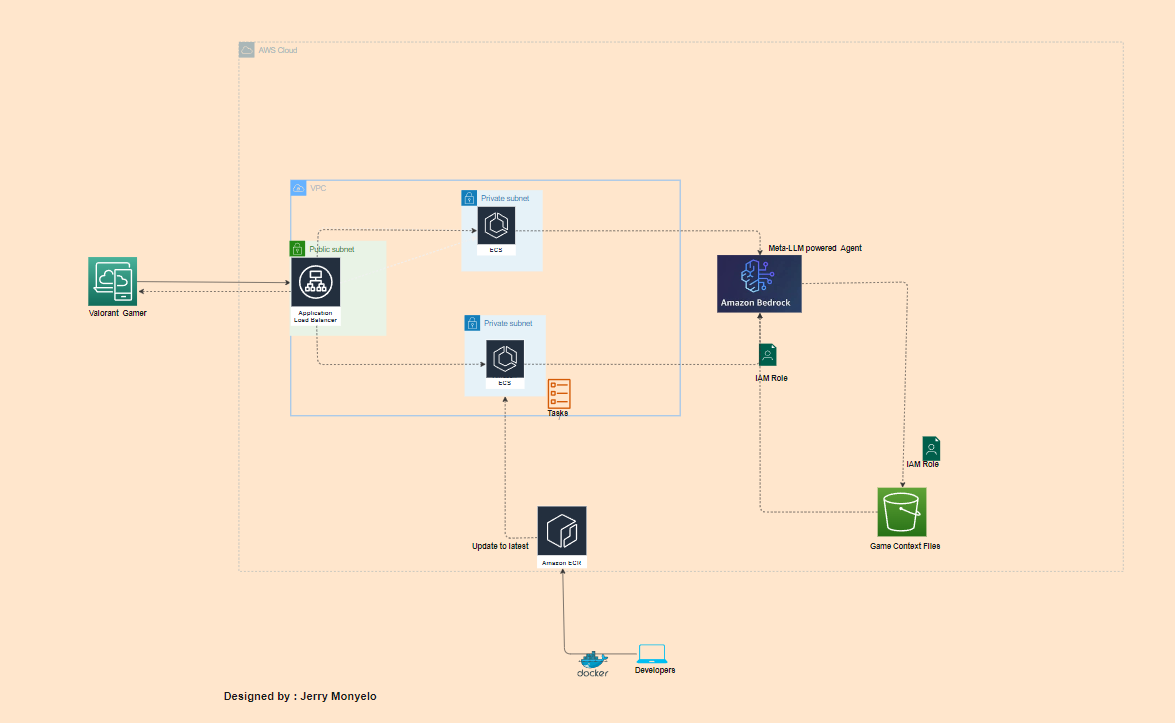 AWS Cloud
VPC
Private subnet
ECS
Public subnet
Meta-LLM powered Agent
Amazon Bedrock
Valorant Gamer
Application
Load Balancer
Private subnet
ECS
IAM Role
Tasks
IAM Role
Update to latest
Game Context Files
Amazon ECR
docker
Developers
Designed by : Jerry Monyelo